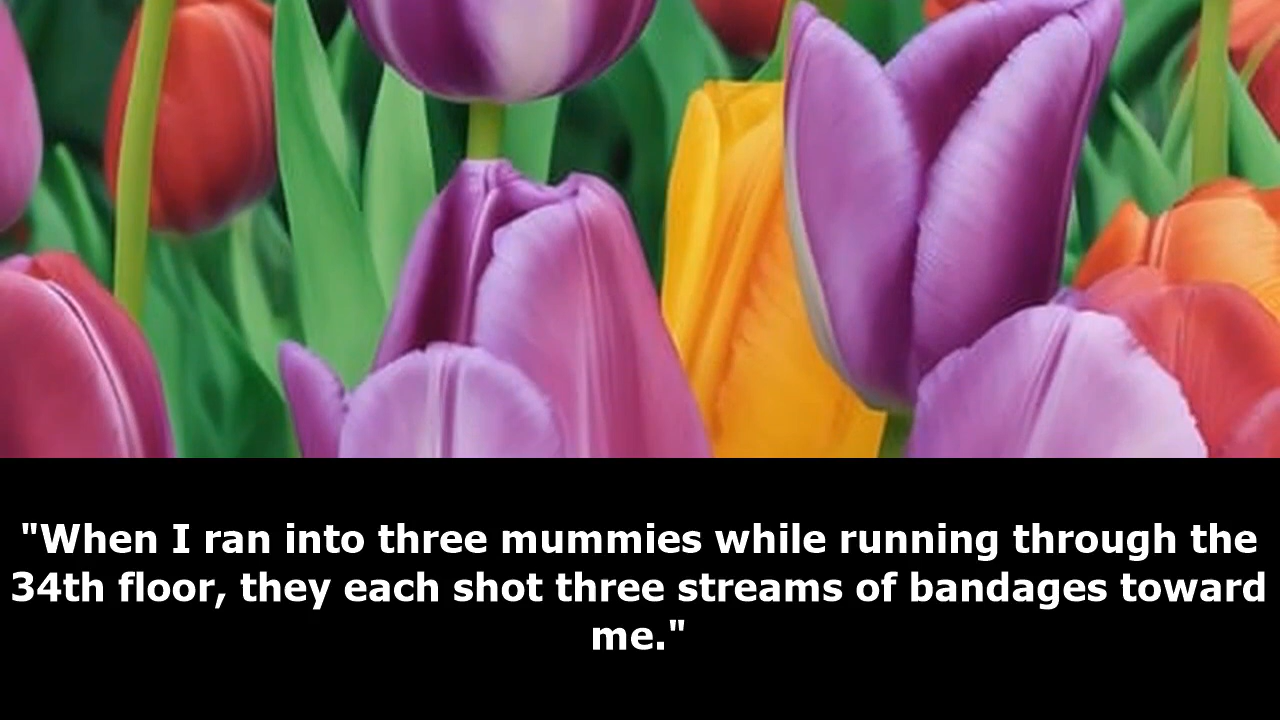 "When I ran into three mummies while running through the
34th floor, they each shot three streams of bandages toward
me."